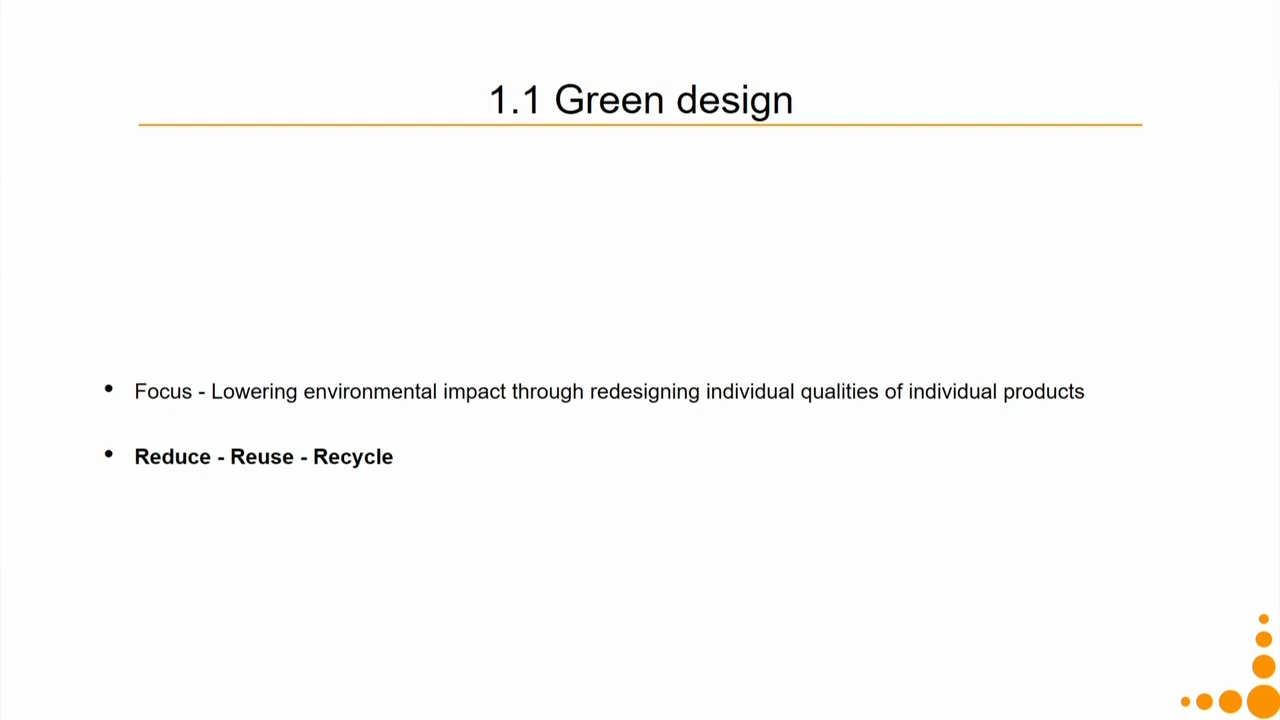 1.1 Green design
• Focus - Lowering environmental impact through redesigning individual qualities of individual products
• Reduce - Reuse - Recycle